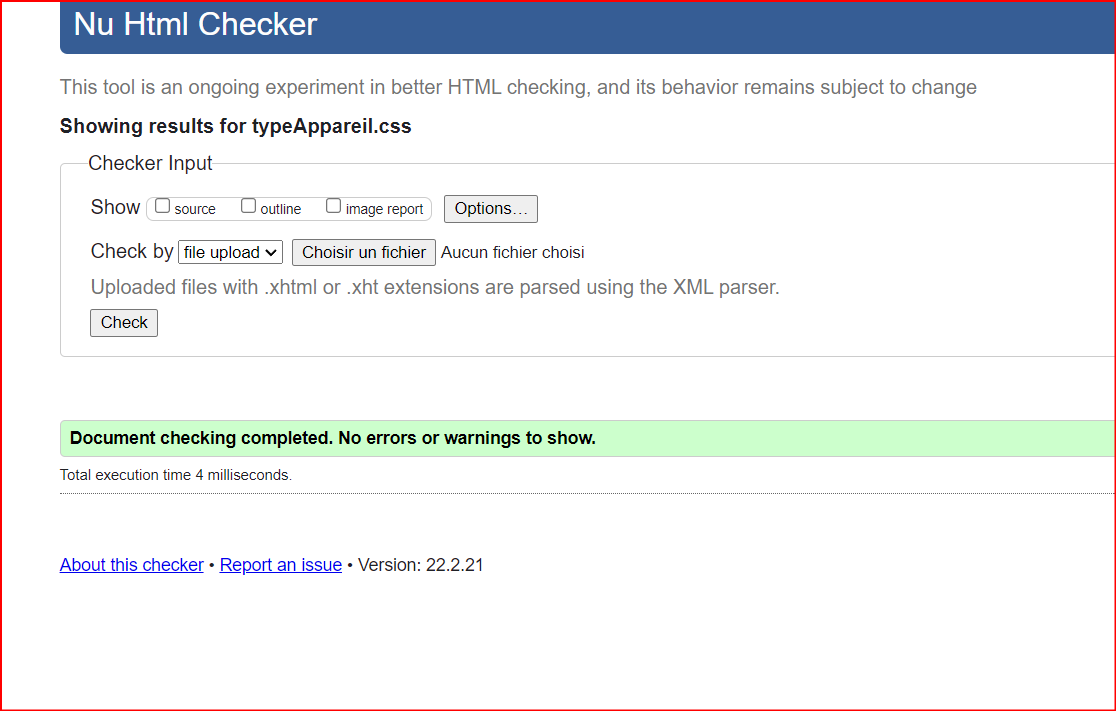 Nu Html Checker
This tool is an ongoing experiment in better HTML checking, and its behavior remains subject to change
Showing results for typeAppareil.css
Checker Input
Show source outline image report Options…
Check by file upload Choisir un fichier Aucun fichier choisi
Uploaded files with .xhtml or .xht extensions are parsed using the XML parser.
Check
Document checking completed. No errors or warnings to show.
Total execution time 4 milliseconds.
About this checker • Report an issue • Version: 22.2.21